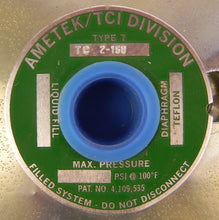 AMETEK/TCI DIVISION
TYPE T
TC 2-150
LIQUID FILL
DIAPHRAGM
TEFLON
MAX. PRESSURE
PSI @ 100°F
PAT. NO. 4,109,535
FILLED SYSTEM - DO NOT DISCONNECT